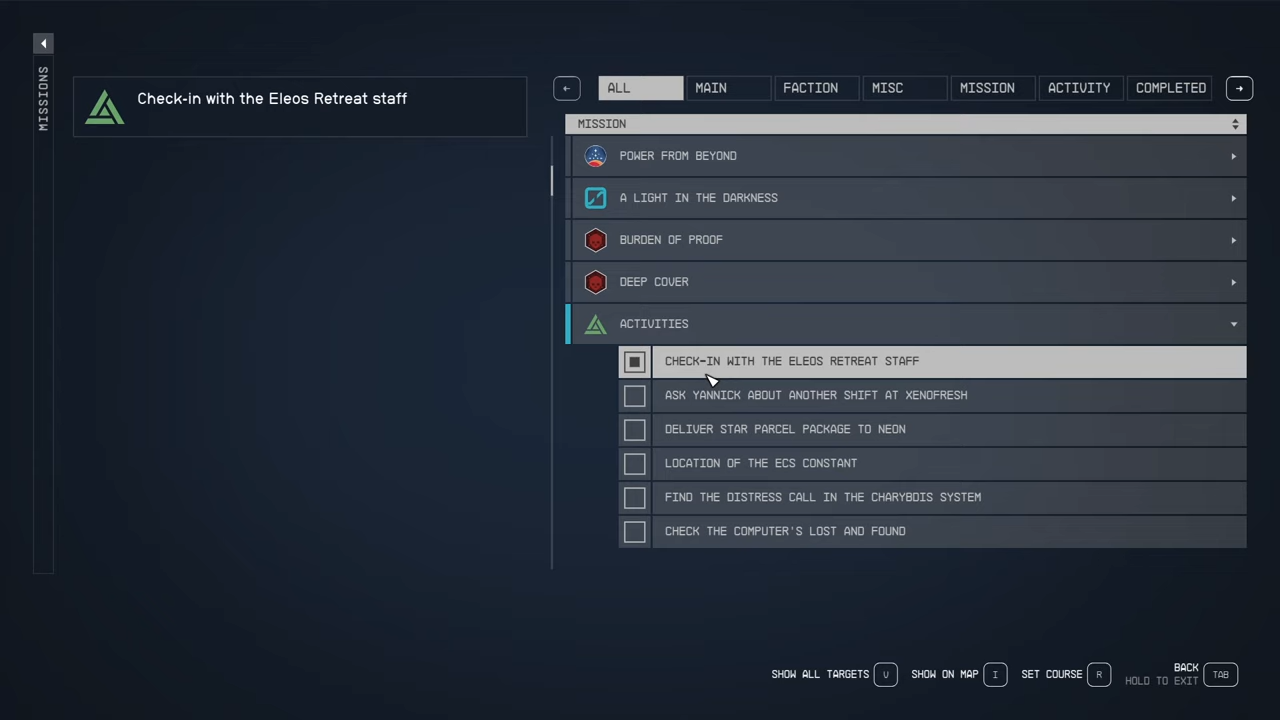 MISSIONS
Check-in with the Eleos Retreat staff
ALL
MAIN
FACTION
MISC
MISSION
ACTIVITY
COMPLETED
MISSION
POWER FROM BEYOND
A LIGHT IN THE DARKNESS
BURDEN OF PROOF
DEEP COVER
ACTIVITIES
CHECK-IN WITH THE ELEOS RETREAT STAFF
ASK YANNICK ABOUT ANOTHER SHIFT AT XENOFRESH
DELIVER STAR PARCEL PACKAGE TO NEON
LOCATION OF THE ECS CONSTANT
FIND THE DISTRESS CALL IN THE CHARYBDIS SYSTEM
CHECK THE COMPUTER'S LOST AND FOUND
SHOW ALL TARGETS U
SHOW ON MAP I
SET COURSE R
BACK
HOLD TO EXIT
TAB